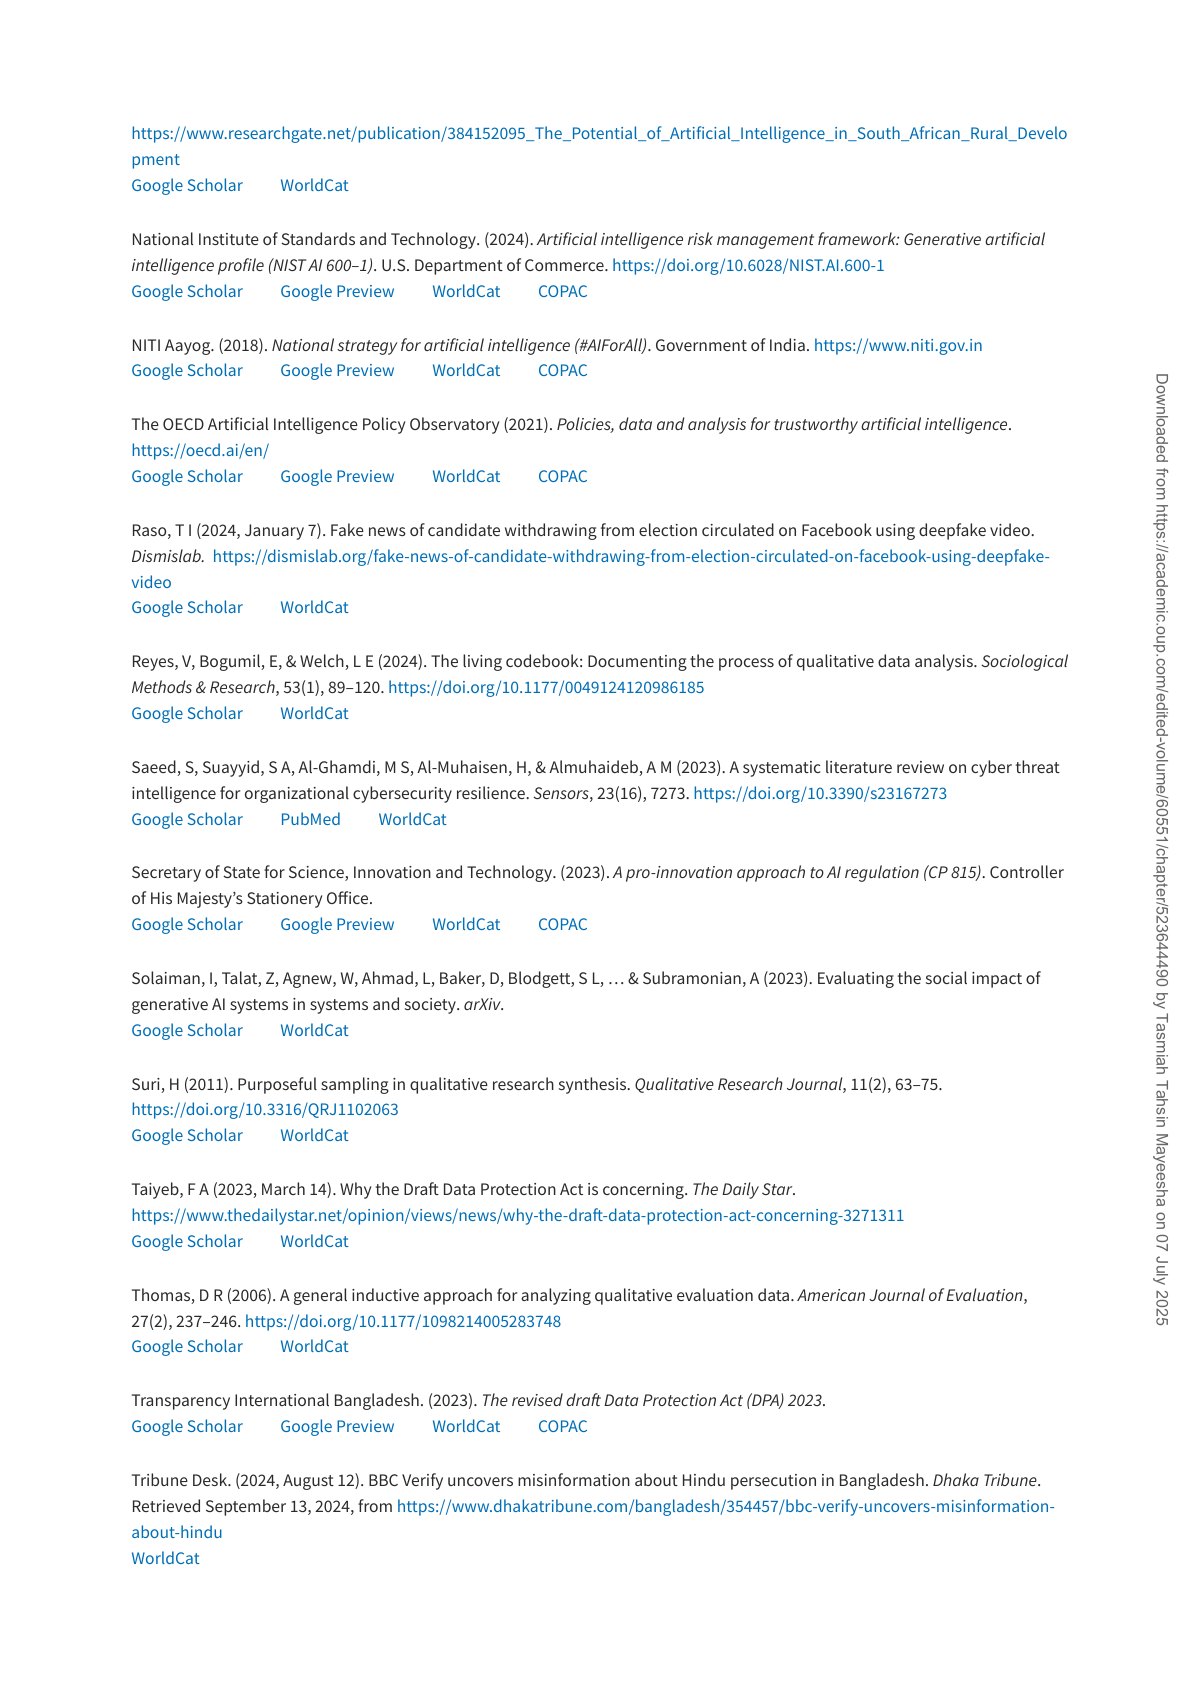 https://www.researchgate.net/publication/384152095_The_Potential_of_Artificial_Intelligence_in_South_African_Rural_Develo
pment
Google Scholar WorldCat
National Institute of Standards and Technology. (2024). Artificial intelligence risk management framework: Generative artificial
intelligence profile (NIST AI 600–1). U.S. Department of Commerce. https://doi.org/10.6028/NIST.AI.600-1
Google Scholar Google Preview WorldCat COPAC
NITI Aayog. (2018). National strategy for artificial intelligence (#AIForAll). Government of India. https://www.niti.gov.in
Google Scholar Google Preview WorldCat COPAC
The OECD Artificial Intelligence Policy Observatory (2021). Policies, data and analysis for trustworthy artificial intelligence.
https://oecd.ai/en/
Google Scholar Google Preview WorldCat COPAC
Raso, T I (2024, January 7). Fake news of candidate withdrawing from election circulated on Facebook using deepfake video.
Dismislab. https://dismislab.org/fake-news-of-candidate-withdrawing-from-election-circulated-on-facebook-using-deepfake-
video
Google Scholar WorldCat
Reyes, V, Bogumil, E, & Welch, L E (2024). The living codebook: Documenting the process of qualitative data analysis. Sociological
Methods & Research, 53(1), 89–120. https://doi.org/10.1177/0049124120986185
Google Scholar WorldCat
Saeed, S, Suayyid, S A, Al-Ghamdi, M S, Al-Muhaisen, H, & Almuhaideb, A M (2023). A systematic literature review on cyber threat
intelligence for organizational cybersecurity resilience. Sensors, 23(16), 7273. https://doi.org/10.3390/s23167273
Google Scholar PubMed WorldCat
Secretary of State for Science, Innovation and Technology. (2023). A pro-innovation approach to AI regulation (CP 815). Controller
of His Majesty’s Stationery Office.
Google Scholar Google Preview WorldCat COPAC
Solaiman, I, Talat, Z, Agnew, W, Ahmad, L, Baker, D, Blodgett, S L, … & Subramonian, A (2023). Evaluating the social impact of
generative AI systems in systems and society. arXiv.
Google Scholar WorldCat
Suri, H (2011). Purposeful sampling in qualitative research synthesis. Qualitative Research Journal, 11(2), 63–75.
https://doi.org/10.3316/QRJ1102063
Google Scholar WorldCat
Taiyeb, F A (2023, March 14). Why the Draft Data Protection Act is concerning. The Daily Star.
https://www.thedailystar.net/opinion/views/news/why-the-draft-data-protection-act-concerning-3271311
Google Scholar WorldCat
Thomas, D R (2006). A general inductive approach for analyzing qualitative evaluation data. American Journal of Evaluation,
27(2), 237–246. https://doi.org/10.1177/1098214005283748
Google Scholar WorldCat
Transparency International Bangladesh. (2023). The revised draft Data Protection Act (DPA) 2023.
Google Scholar Google Preview WorldCat COPAC
Tribune Desk. (2024, August 12). BBC Verify uncovers misinformation about Hindu persecution in Bangladesh. Dhaka Tribune.
Retrieved September 13, 2024, from https://www.dhakatribune.com/bangladesh/354457/bbc-verify-uncovers-misinformation-
about-hindu
WorldCat
Downloaded from https://academic.oup.com/edited-volume/60551/chapter/523644490 by Tasmiah Tahsin Mayeesha on 07 July 2025